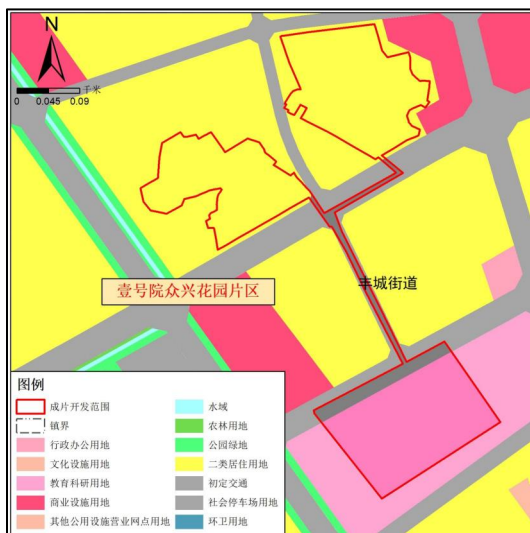 N
千米
0 0.045 0.09
壹号院众兴花园片区
丰城街道
图例
成片开发范围
镇界
行政办公用地
文化设施用地
教育科研用地
商业设施用地
其他公用设施营业网点用地
水域
农林用地
公园绿地
二类居住用地
初定交通
社会停车场用地
环卫用地